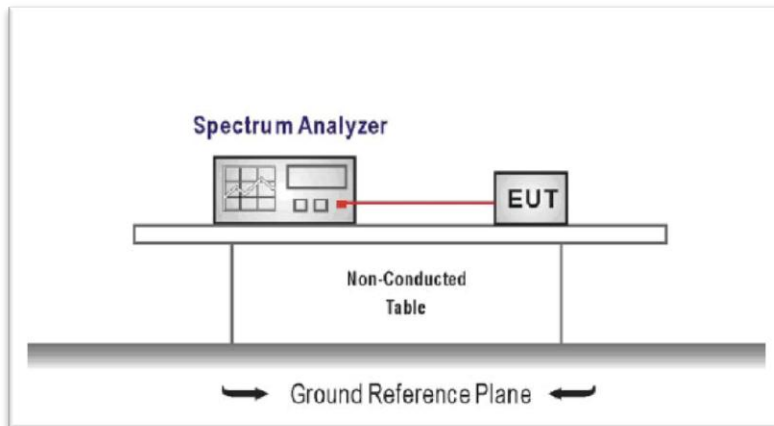 Spectrum Analyzer
EUT
Non-Conducted
Table
Ground Reference Plane